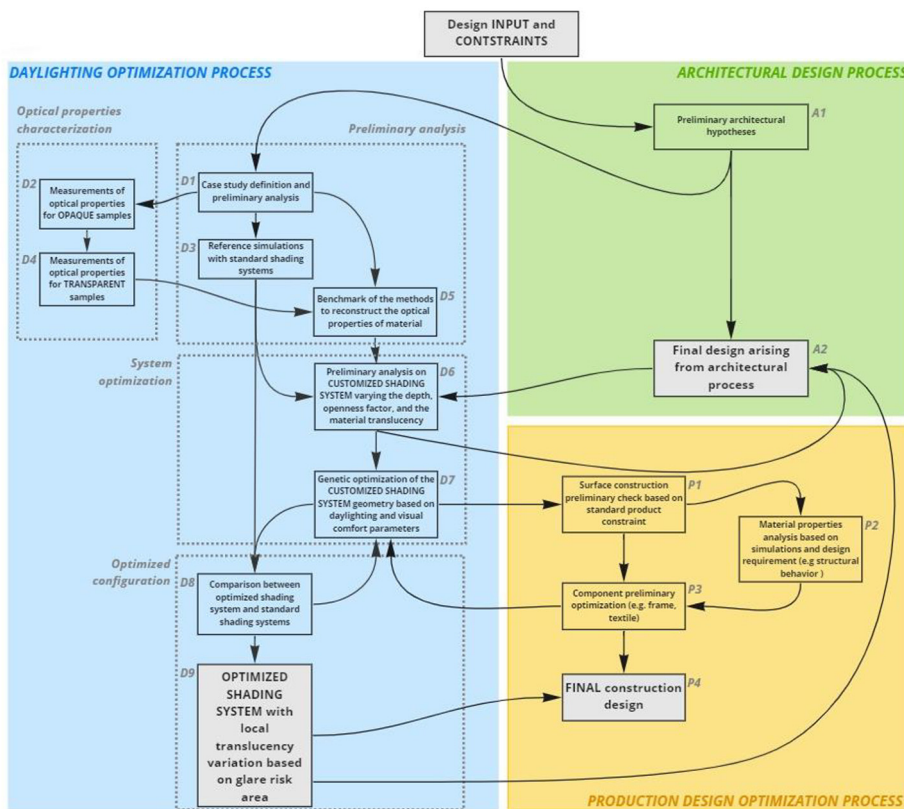 Design INPUT and
CONTSTRAINTS
DAYLIGHTING OPTIMIZATION PROCESS
ARCHITECTURAL DESIGN PROCESS
Optical properties
characterization
Preliminary analysis
A1
Preliminary architectural
hypotheses
D1
Case study definition and
preliminary analysis
D2
Measurements of
optical properties
for OPAQUE samples
D3
Reference simulations
with standard shading
systems
D4
Measurements of
optical properties
for TRANSPARENT
samples
D5
Benchmark of the methods
to reconstruct the optical
properties of material
A2
Final design arising
from architectural
process
System
optimization
D6
Preliminary analysis on
CUSTOMIZED SHADING
SYSTEM varying the depth,
openness factor, and the
material translucency
D7
Genetic optimization of the
CUSTOMIZED SHADING
SYSTEM geometry based on
daylighting and visual
comfort parameters
P1
Surface construction
preliminary check based on
standard product
constraint
P2
Material properties
analysis based on
simulations and design
requirement (e.g structural
behavior )
Optimized
configuration
D8
Comparison between
optimized shading
system and standard
shading systems
P3
Component preliminary
optimization (e.g. frame,
textile)
D9
OPTIMIZED
SHADING
SYSTEM with
local
translucency
variation based
on glare risk
area
P4
FINAL construction
design
PRODUCTION DESIGN OPTIMIZATION PROCESS